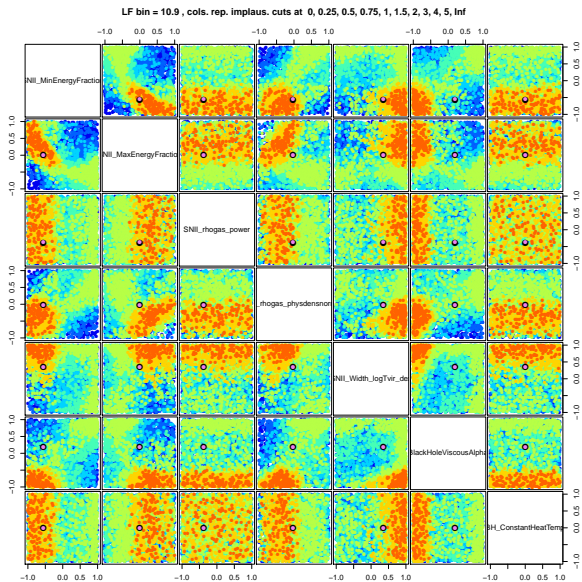 LF bin = 10.9 , cols. rep. implaus. cuts at 0, 0.25, 0.5, 0.75, 1, 1.5, 2, 3, 4, 5, Inf
−1.0 0.0 0.5 1.0 −1.0 0.0 0.5 1.0 −1.0 0.0 0.5 1.0
NII_MinEnergyFractio
−1.0 0.0 0.5 1.0
−1.0 0.0 0.5 1.0
NII_MaxEnergyFractio
SNII_rhogas_power
−1.0 0.0 0.5 1.0
−1.0 0.0 0.5 1.0
_rhogas_physdensnorr
SNII_Width_logTvir_de
−1.0 0.0 0.5 1.0
−1.0 0.0 0.5 1.0
BlackHoleViscousAlpha
BH_ConstantHeatTemp
−1.0 0.0 0.5 1.0
−1.0 0.0 0.5 1.0 −1.0 0.0 0.5 1.0 −1.0 0.0 0.5 1.0 −1.0 0.0 0.5 1.0